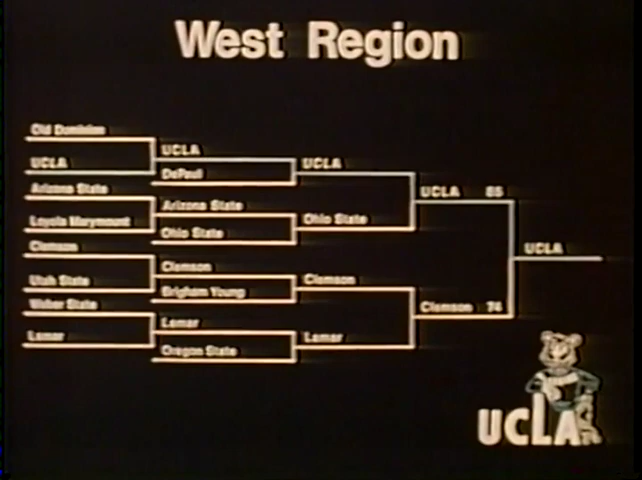 West Region
Old Dominion
UCLA
UCLA
UCLA
DePaul
Arizona State
UCLA 85
Arizona State
Loyola Marymount
Ohio State
Ohio State
Clemson
UCLA
Clemson
Utah State
Clemson
Brigham Young
Weber State
Clemson 74
Lamar
Lamar
Lamar
Oregon State
UCLA